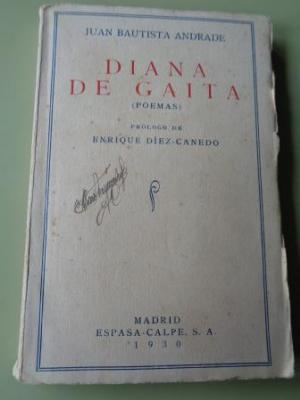 JUAN BAUTISTA ANDRADE
DIANA
DE GAITA
(POEMAS)
PRÓLOGO DE
ENRIQUE DÍEZ-CANEDO
MADRID
ESPASA-CALPE, S. A.
1930